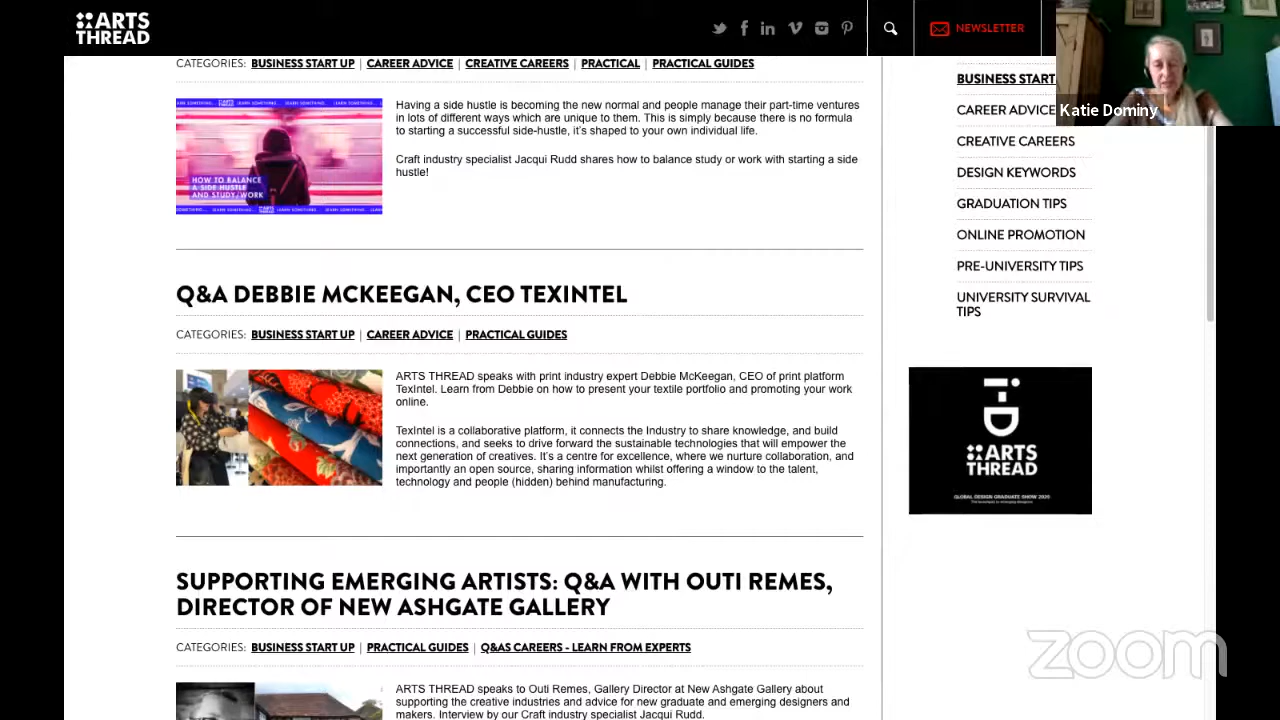 ARTS
THREAD
NEWSLETTER
CATEGORIES: BUSINESS START UP | CAREER ADVICE | CREATIVE CAREERS | PRACTICAL | PRACTICAL GUIDES
HOW TO BALANCE
A SIDE HUSTLE
AND STUDY/WORK
Having a side hustle is becoming the new normal and people manage their part-time ventures
in lots of different ways which are unique to them. This is simply because there is no formula
to starting a successful side-hustle, it's shaped to your own individual life.
Craft industry specialist Jacqui Rudd shares how to balance study or work with starting a side
hustle!
Q&A DEBBIE MCKEEGAN, CEO TEXINTEL
CATEGORIES: BUSINESS START UP | CAREER ADVICE | PRACTICAL GUIDES
ARTS THREAD speaks with print industry expert Debbie McKeegan, CEO of print platform
TexIntel. Learn from Debbie on how to present your textile portfolio and promoting your work
online.
TexIntel is a collaborative platform, it connects the Industry to share knowledge, and build
connections, and seeks to drive forward the sustainable technologies that will empower the
next generation of creatives. It's a centre for excellence, where we nurture collaboration, and
importantly an open source, sharing information whilst offering a window to the talent,
technology and people (hidden) behind manufacturing.
SUPPORTING EMERGING ARTISTS: Q&A WITH OUTI REMES,
DIRECTOR OF NEW ASHGATE GALLERY
CATEGORIES: BUSINESS START UP | PRACTICAL GUIDES | Q&AS CAREERS - LEARN FROM EXPERTS
ARTS THREAD speaks to Outi Remes, Gallery Director at New Ashgate Gallery about
supporting the creative industries and advice for new graduate and emerging designers and
makers. Interview by our Craft industry specialist Jacqui Rudd.
Katie Dominy
BUSINESS START
CAREER ADVICE
CREATIVE CAREERS
DESIGN KEYWORDS
GRADUATION TIPS
ONLINE PROMOTION
PRE-UNIVERSITY TIPS
UNIVERSITY SURVIVAL
TIPS
i-D
ARTS
THREAD
GLOBAL DESIGN GRADUATE SHOW 2020
zoom